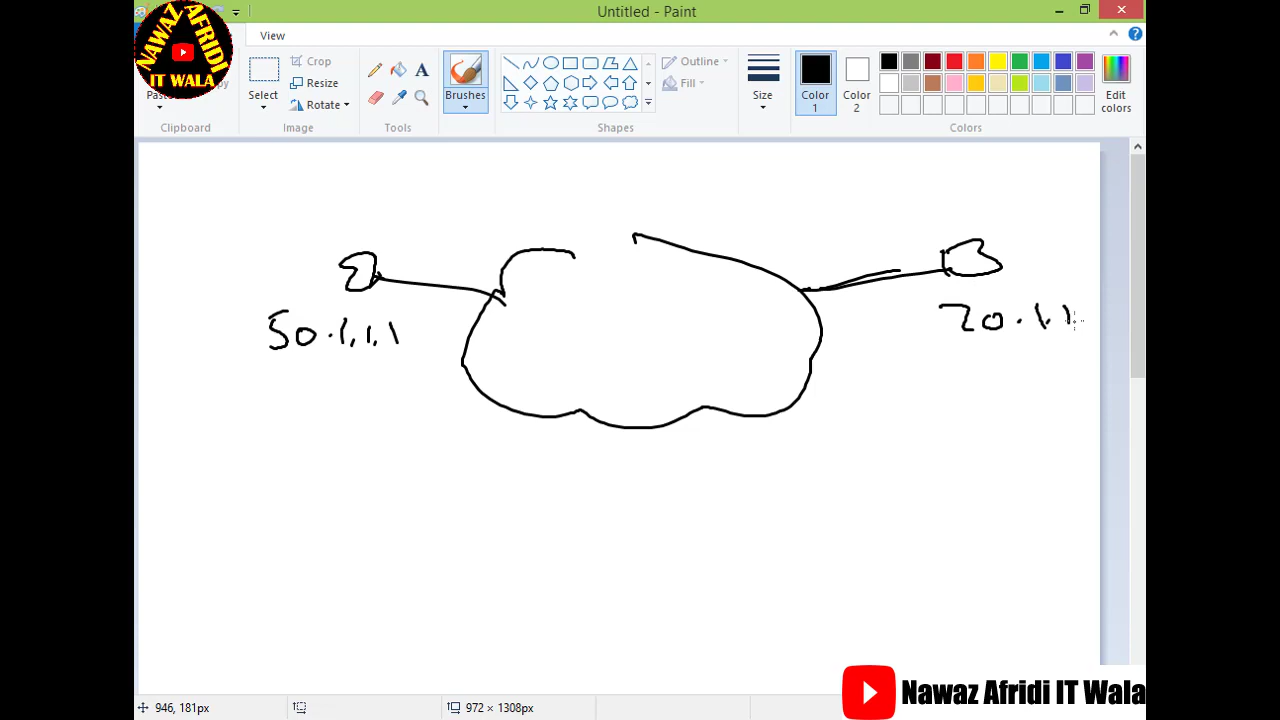 Untitled - Paint
NAWAZ AFRIDI
IT WALA
View
Paste
Clipboard
Select
Crop
Resize
Rotate
Image
Tools
Brushes
Outline
Fill
Shapes
Size
Color 1
Color 2
Edit colors
Colors
50.1.1.1
20.1.1
946, 181px
972 × 1308px
Nawaz Afridi IT Wala